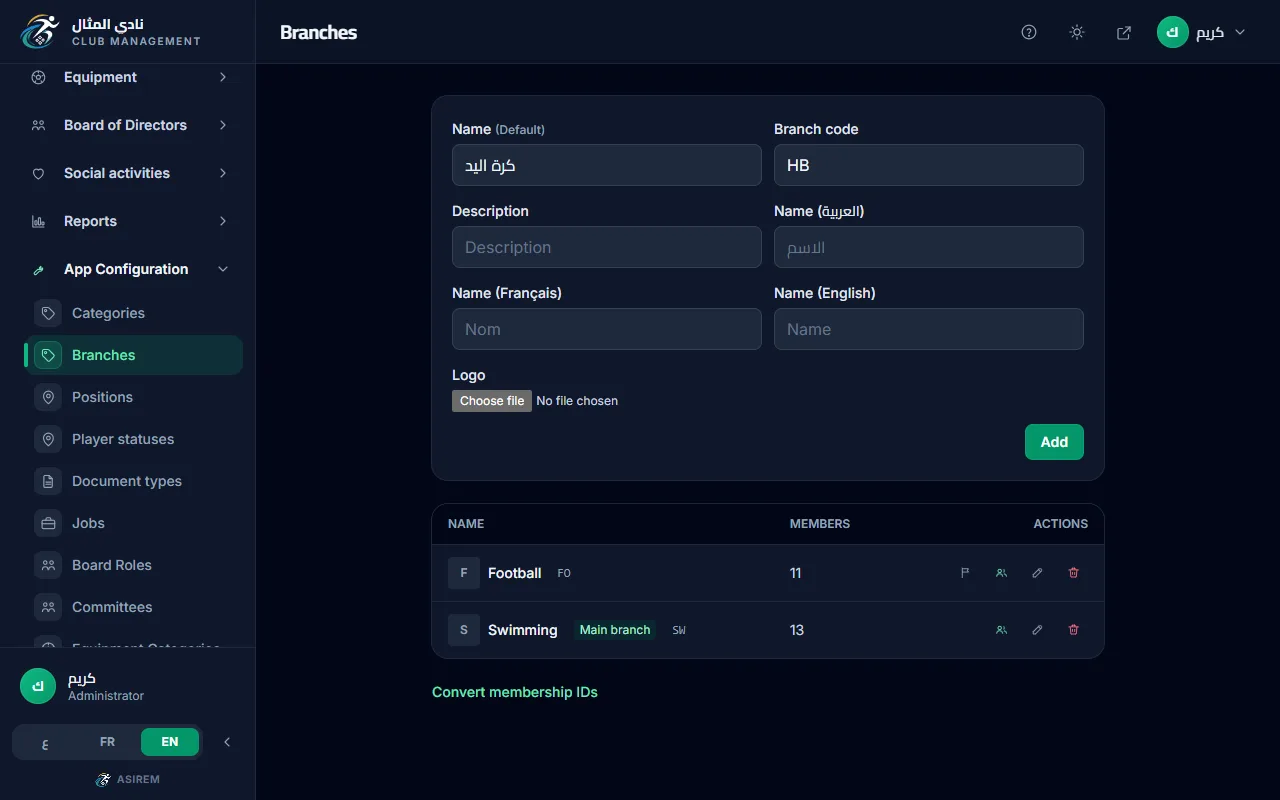 نادي المثال
CLUB MANAGEMENT
Equipment
Board of Directors
Social activities
Reports
App Configuration
Categories
Branches
Positions
Player statuses
Document types
Jobs
Board Roles
Committees
Equipment Categories
كريم
Administrator
ع FR EN
ASIREM
Branches
ك كريم
Name (Default) Branch code
كرة اليد HB
Description Name (العربية)
Description الاسم
Name (Français) Name (English)
Nom Name
Logo
Choose file No file chosen
Add
NAME MEMBERS ACTIONS
F Football FO 11
S Swimming Main branch SW 13
Convert membership IDs